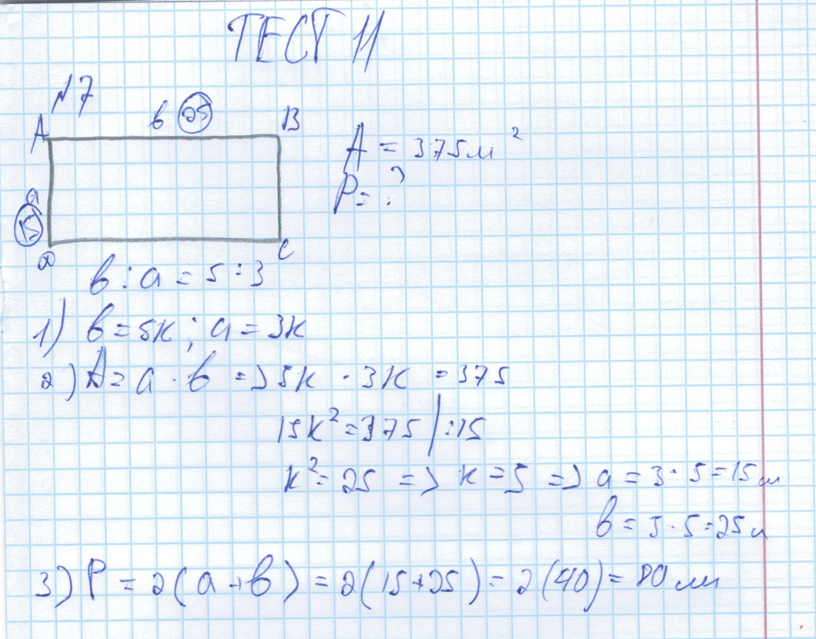 ТЕСТ 11
№7
A b 25 B
A = 375 м²
P = ?
a
15
D C
b : a = 5 : 3
1) b = 5k ; a = 3k
2) A = a · b => 5k · 3k = 375
15k² = 375 | : 15
k² = 25 => k = 5 => a = 3 · 5 = 15 м
b = 5 · 5 = 25 м
3) P = 2(a + b) = 2(15 + 25) = 2(40) = 80 м